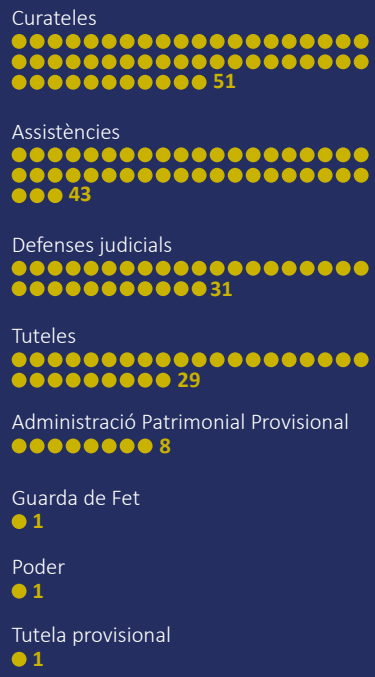 Curateles
51
Assistències
43
Defenses judicials
31
Tuteles
29
Administració Patrimonial Provisional
8
Guarda de Fet
1
Poder
1
Tutela provisional
1